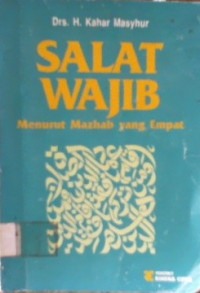 Drs. H. Kahar Masyhur
SALAT
WAJIB
Menurut Mazhab yang Empat